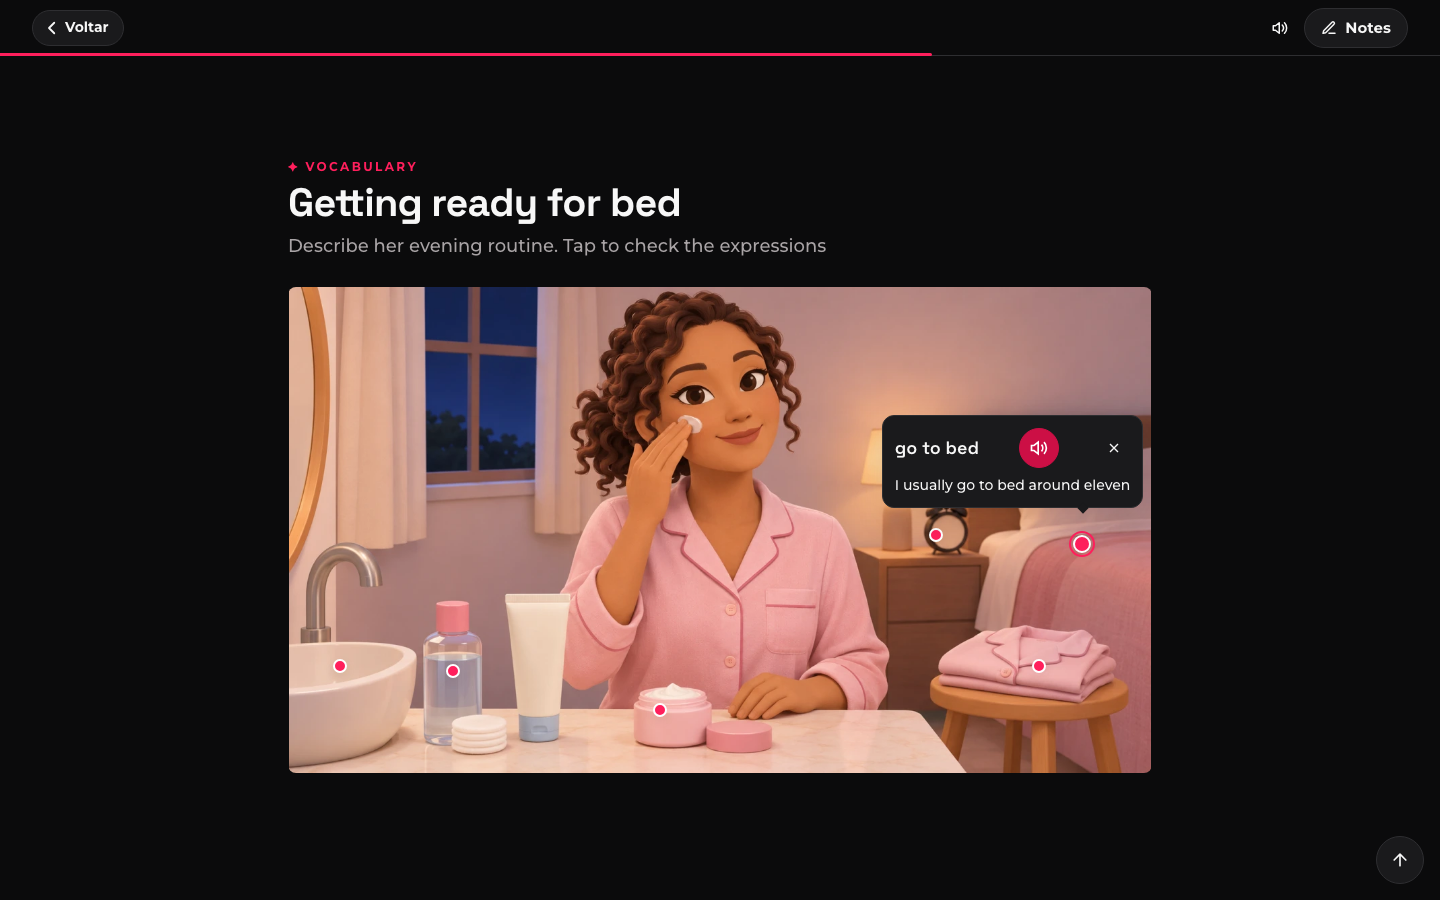 Voltar
Notes
VOCABULARY
Getting ready for bed
Describe her evening routine. Tap to check the expressions
go to bed
I usually go to bed around eleven